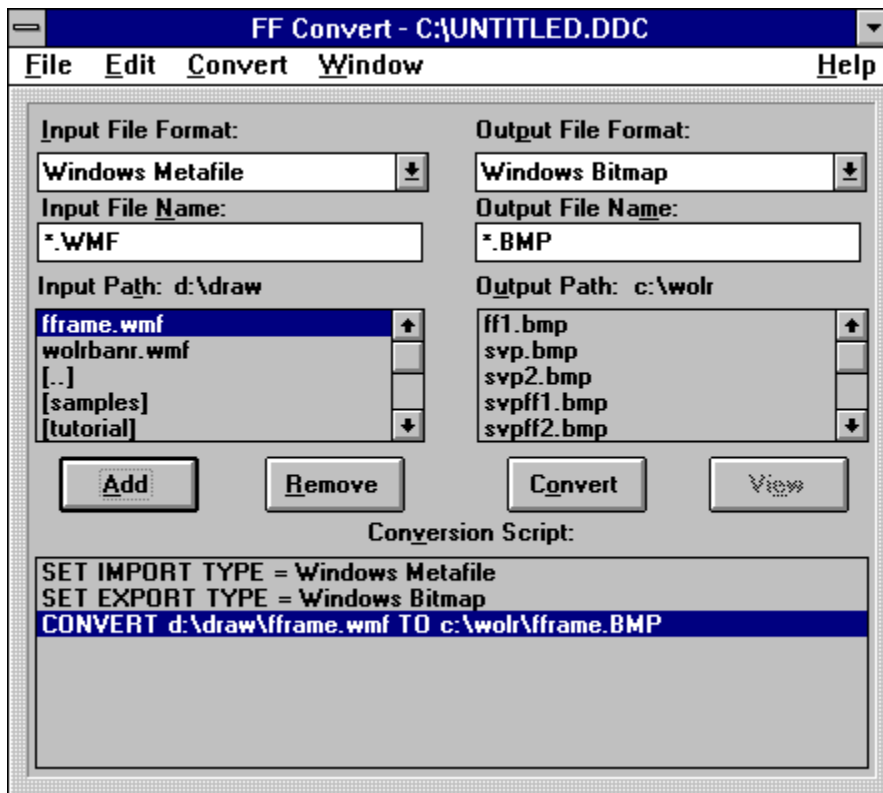 FF Convert - C:\UNTITLED.DDC
File Edit Convert Window Help
Input File Format:
Windows Metafile
Input File Name:
*.WMF
Input Path: d:\draw
fframe.wmf
wolrbanr.wmf
[..]
[samples]
[tutorial]
Output File Format:
Windows Bitmap
Output File Name:
*.BMP
Output Path: c:\wolr
ff1.bmp
svp.bmp
svp2.bmp
svpff1.bmp
svpff2.bmp
Add Remove Convert View
Conversion Script:
SET IMPORT TYPE = Windows Metafile
SET EXPORT TYPE = Windows Bitmap
CONVERT d:\draw\fframe.wmf TO c:\wolr\fframe.BMP